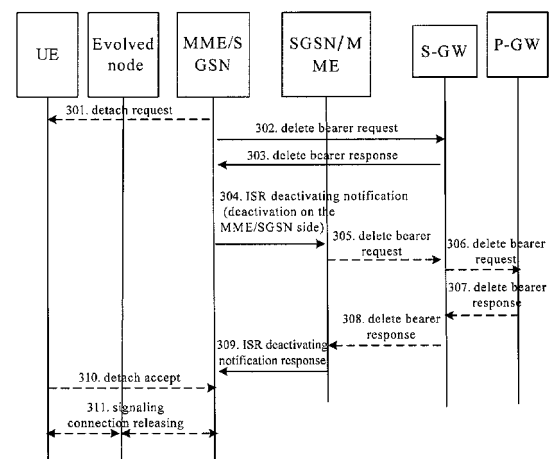 UE
Evolved
node
MME/S
GSN
SGSN/M
ME
S-GW
P-GW
301. detach request
302. delete bearer request
303. delete bearer response
304. ISR deactivating notification
(deactivation on the
MME/SGSN side)
305. delete bearer
request
306. delete bearer
request
307. delete bearer
response
308. delete bearer
response
309. ISR deactivating
notification response
310. detach accept
311. signaling
connection releasing